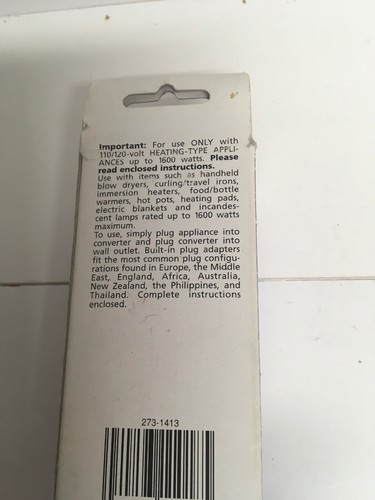 Important: For use ONLY with
110/120-volt HEATING-TYPE APPLI-
ANCES up to 1600 watts. Please
read enclosed instructions.
Use with items such as handheld
blow dryers, curling/travel irons,
immersion heaters, food/bottle
warmers, hot pots, heating pads,
electric blankets and incandes-
cent lamps rated up to 1600 watts
maximum.
To use, simply plug appliance into
converter and plug converter into
wall outlet. Built-in plug adapters
fit the most common plug configu-
rations found in Europe, the Middle
East, England, Africa, Australia,
New Zealand, the Philippines, and
Thailand. Complete instructions
enclosed.
273-1413